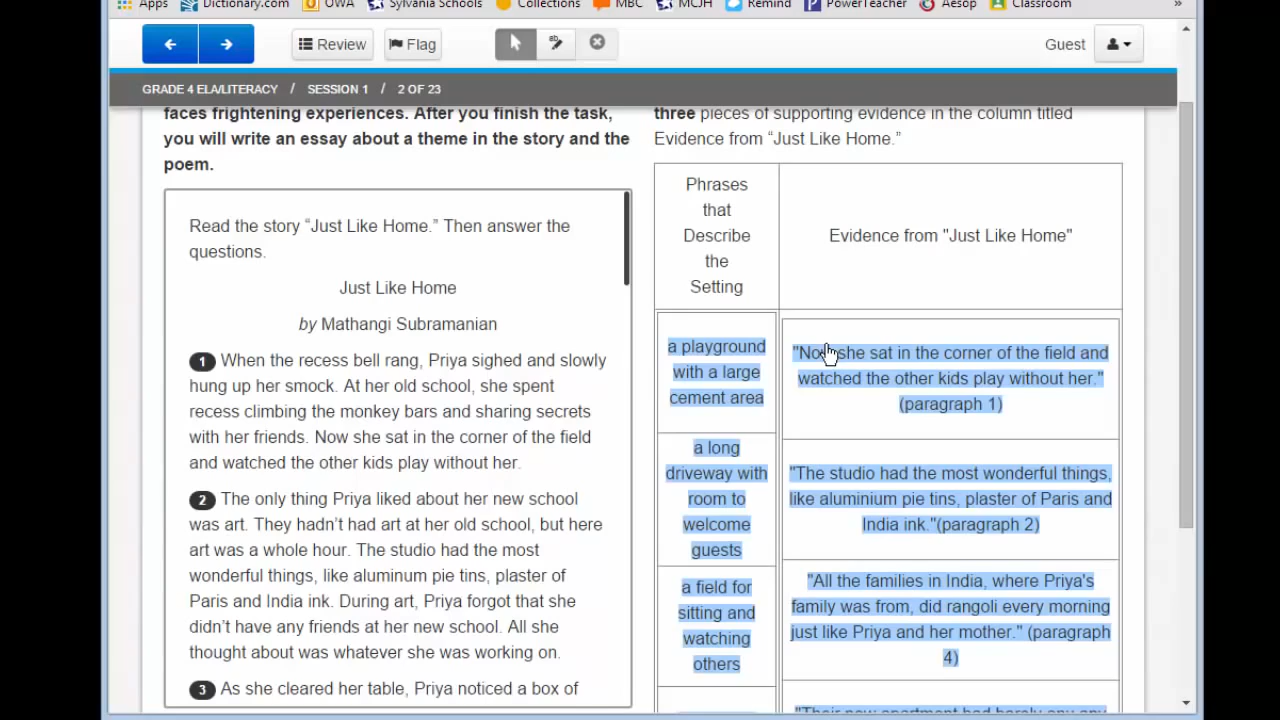 Apps Dictionary.com OWA Sylvania Schools Collections MBC MCJH Remind PowerTeacher Aesop Classroom »
Review Flag Guest
GRADE 4 ELA/LITERACY / SESSION 1 / 2 OF 23
faces frightening experiences. After you finish the task,
you will write an essay about a theme in the story and the
poem.
Read the story “Just Like Home.” Then answer the
questions.
Just Like Home
by Mathangi Subramanian
1 When the recess bell rang, Priya sighed and slowly
hung up her smock. At her old school, she spent
recess climbing the monkey bars and sharing secrets
with her friends. Now she sat in the corner of the field
and watched the other kids play without her.
2 The only thing Priya liked about her new school
was art. They hadn’t had art at her old school, but here
art was a whole hour. The studio had the most
wonderful things, like aluminum pie tins, plaster of
Paris and India ink. During art, Priya forgot that she
didn’t have any friends at her new school. All she
thought about was whatever she was working on.
3 As she cleared her table, Priya noticed a box of
three pieces of supporting evidence in the column titled
Evidence from “Just Like Home.”
Phrases
that
Describe
the
Setting
Evidence from "Just Like Home"
a playground
with a large
cement area
"Now she sat in the corner of the field and
watched the other kids play without her."
(paragraph 1)
a long
driveway with
room to
welcome
guests
"The studio had the most wonderful things,
like aluminium pie tins, plaster of Paris and
India ink."(paragraph 2)
a field for
sitting and
watching
others
"All the families in India, where Priya's
family was from, did rangoli every morning
just like Priya and her mother." (paragraph
4)
"Their new apartment had barely any any